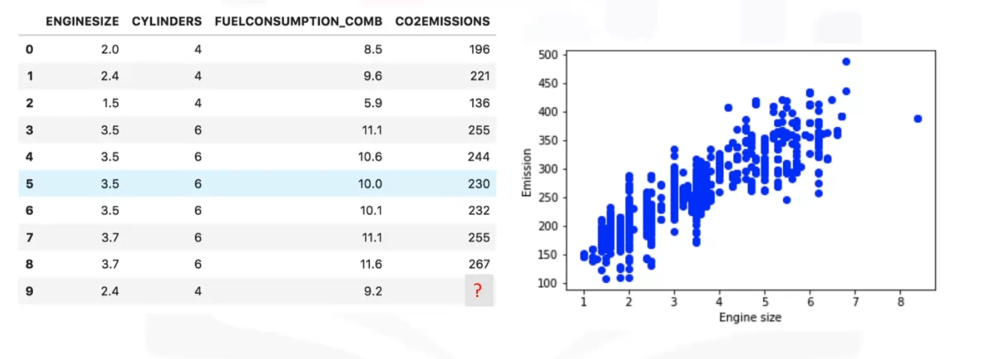 ENGINESIZE CYLINDERS FUELCONSUMPTION_COMB CO2EMISSIONS
0 2.0 4 8.5 196
1 2.4 4 9.6 221
2 1.5 4 5.9 136
3 3.5 6 11.1 255
4 3.5 6 10.6 244
5 3.5 6 10.0 230
6 3.5 6 10.1 232
7 3.7 6 11.1 255
8 3.7 6 11.6 267
9 2.4 4 9.2 ?
500
450
400
350
300
250
200
150
100
Emission
1 2 3 4 5 6 7 8
Engine size